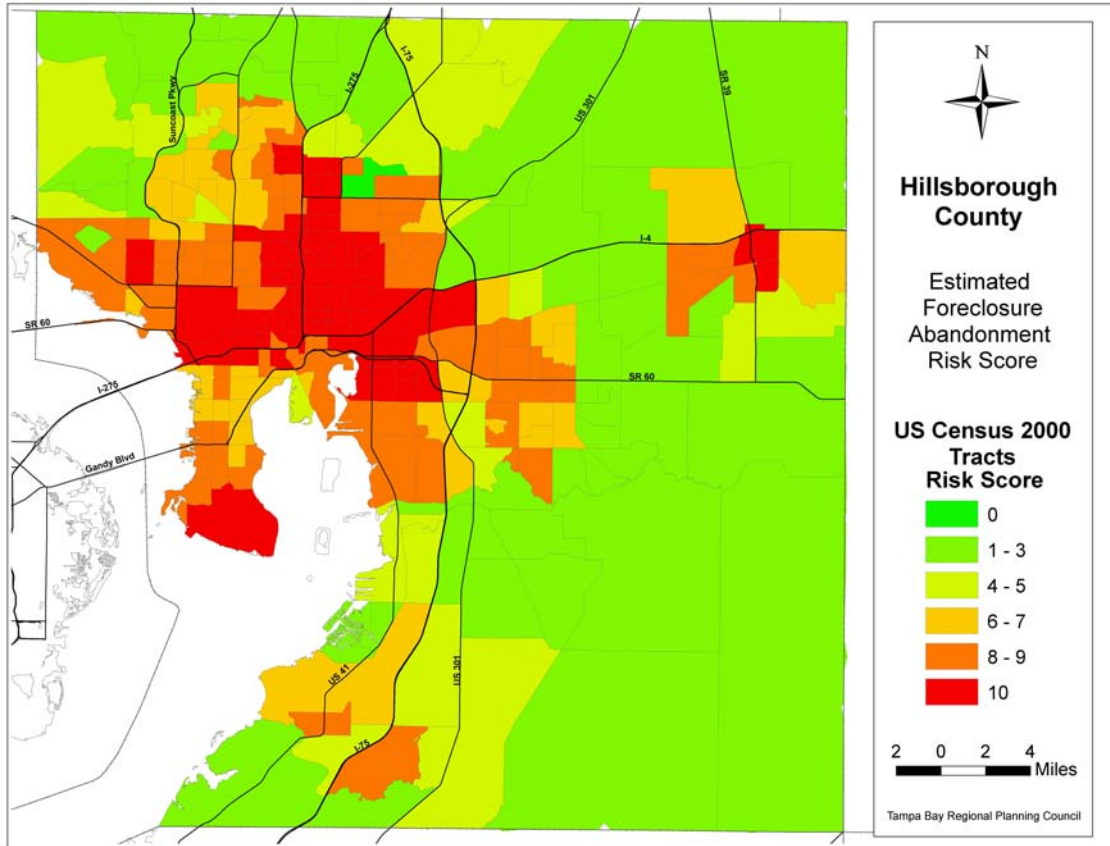 Suncoast Pkwy
I-275
I-75
US 301
SR 39
I-4
SR 60
SR 60
I-275
Gandy Blvd
US 41
US 301
I-75
N
Hillsborough
County
Estimated
Foreclosure
Abandonment
Risk Score
US Census 2000
Tracts
Risk Score
0
1 - 3
4 - 5
6 - 7
8 - 9
10
2 0 2 4
Miles
Tampa Bay Regional Planning Council